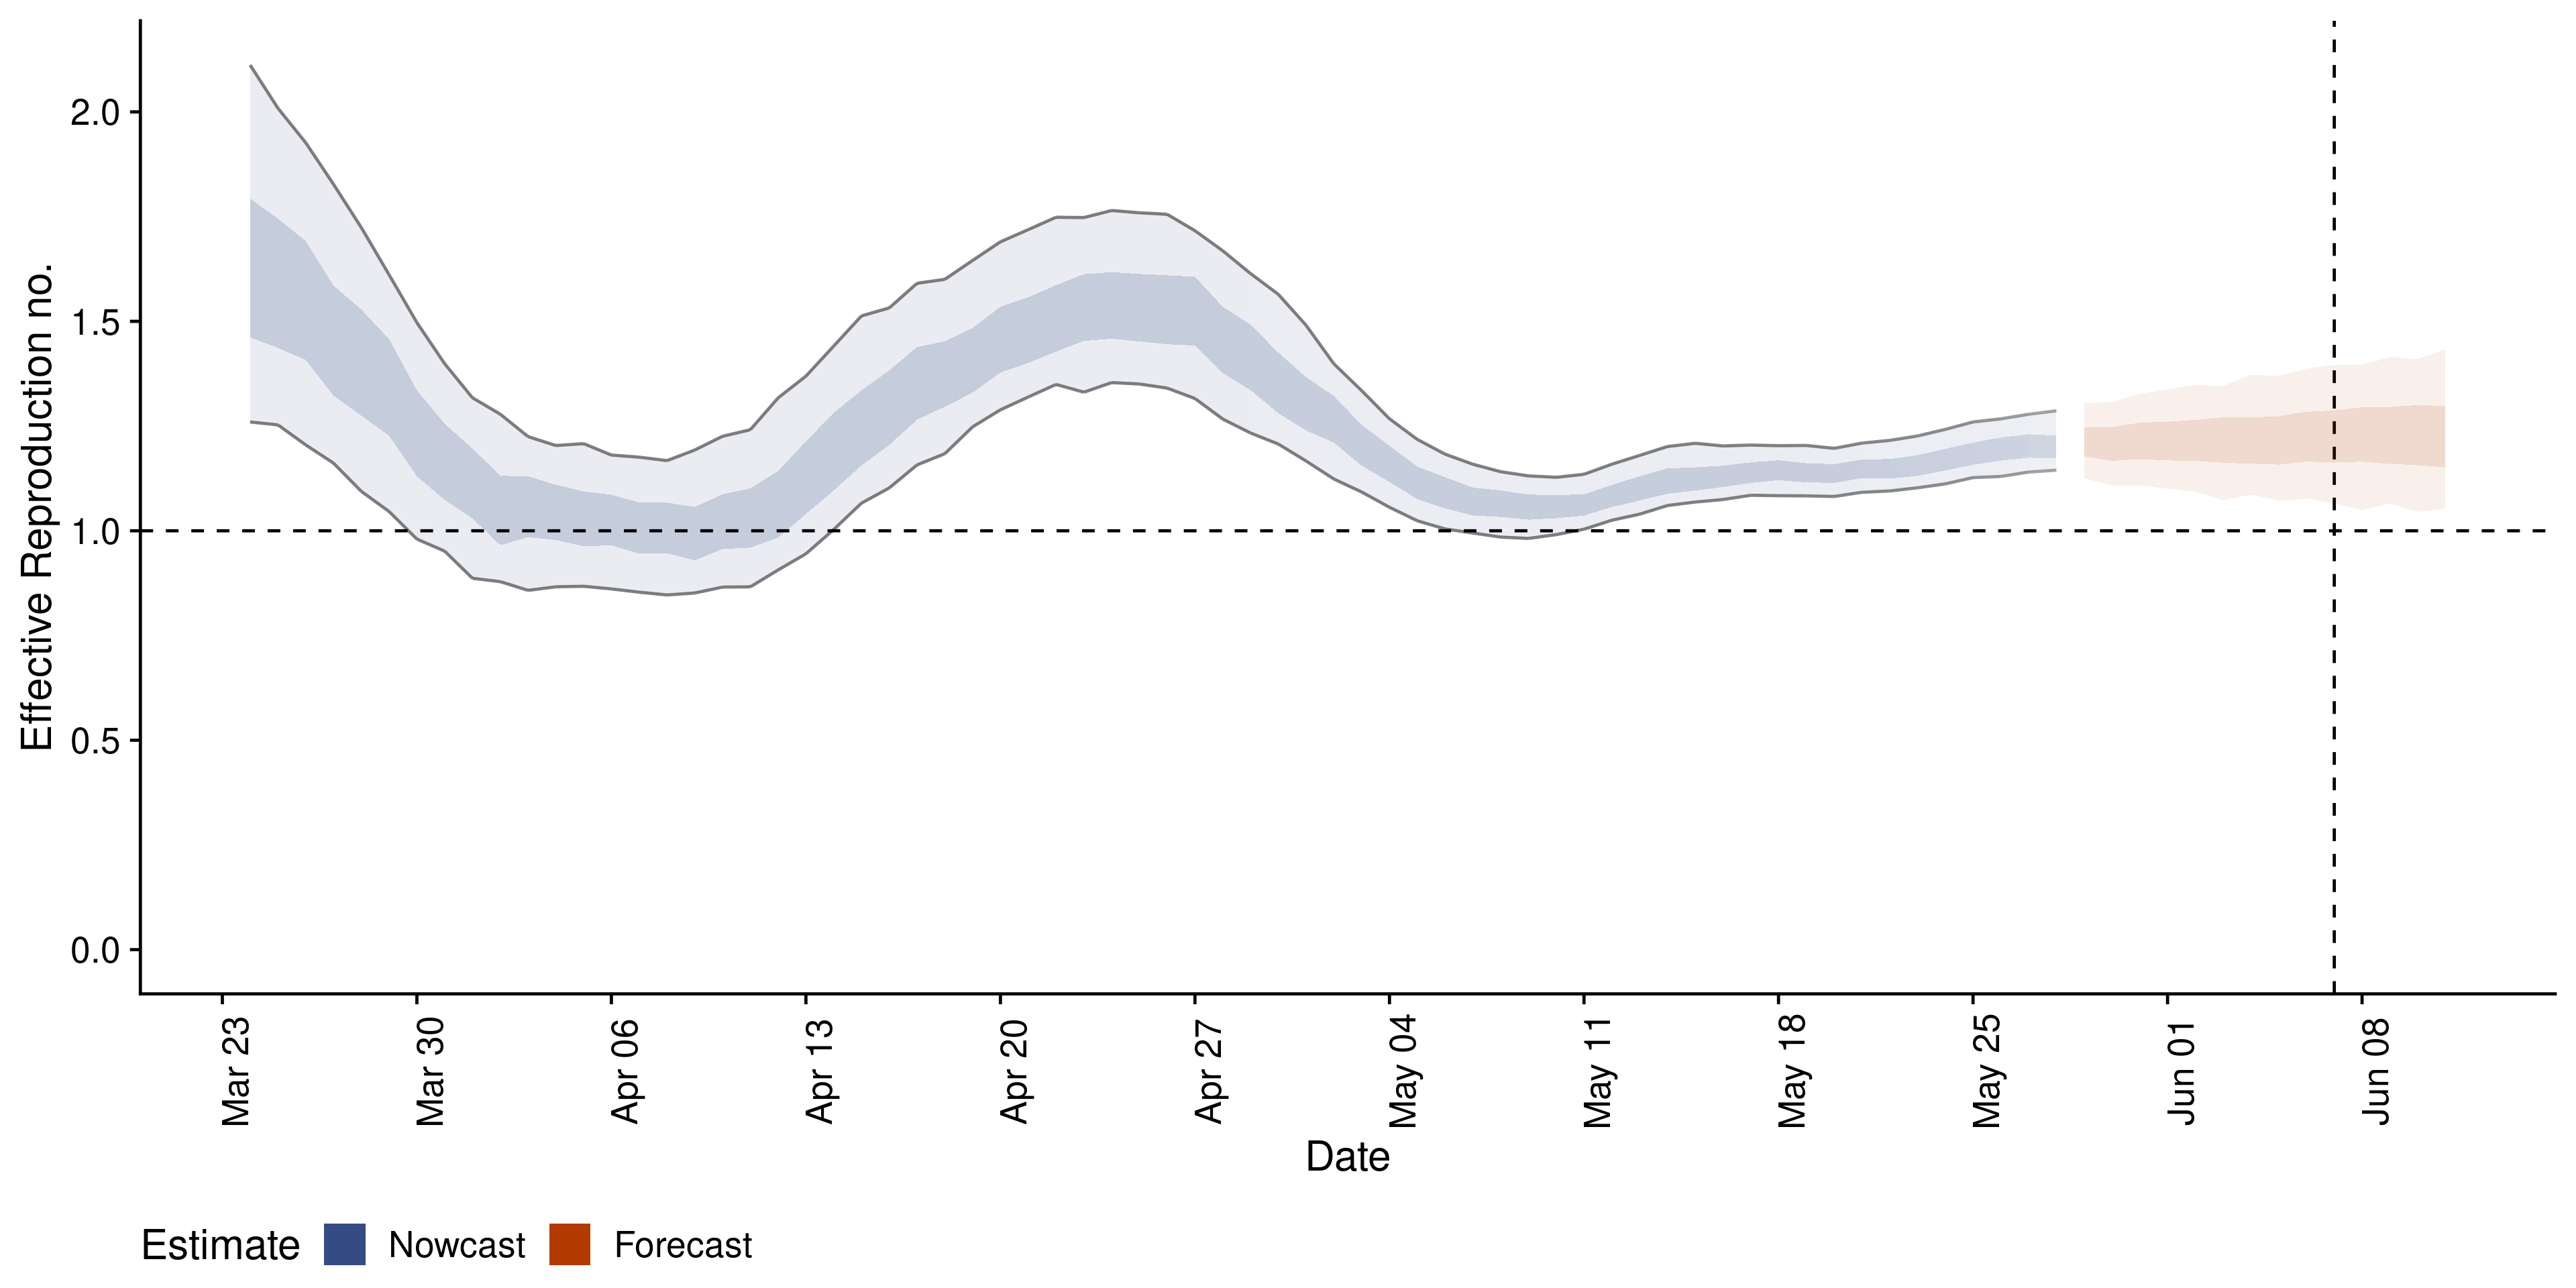 Effective Reproduction no.
2.0
1.5
1.0
0.5
0.0
Mar 23
Mar 30
Apr 06
Apr 13
Apr 20
Apr 27
May 04
May 11
May 18
May 25
Jun 01
Jun 08
Date
Estimate Nowcast Forecast